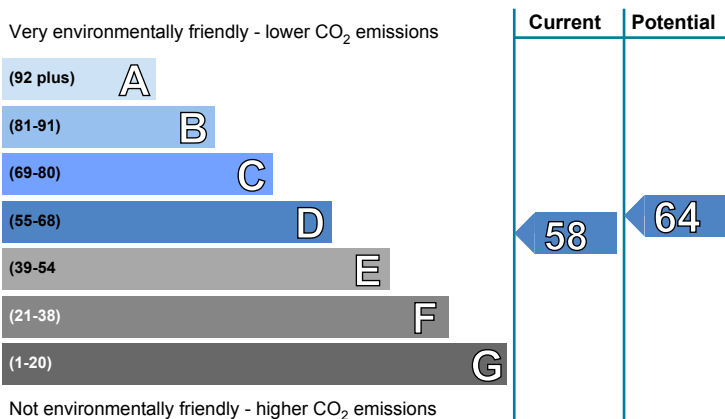 Current Potential
Very environmentally friendly - lower CO2 emissions
(92 plus) A
(81-91) B
(69-80) C
(55-68) D 58 64
(39-54 E
(21-38) F
(1-20) G
Not environmentally friendly - higher CO2 emissions